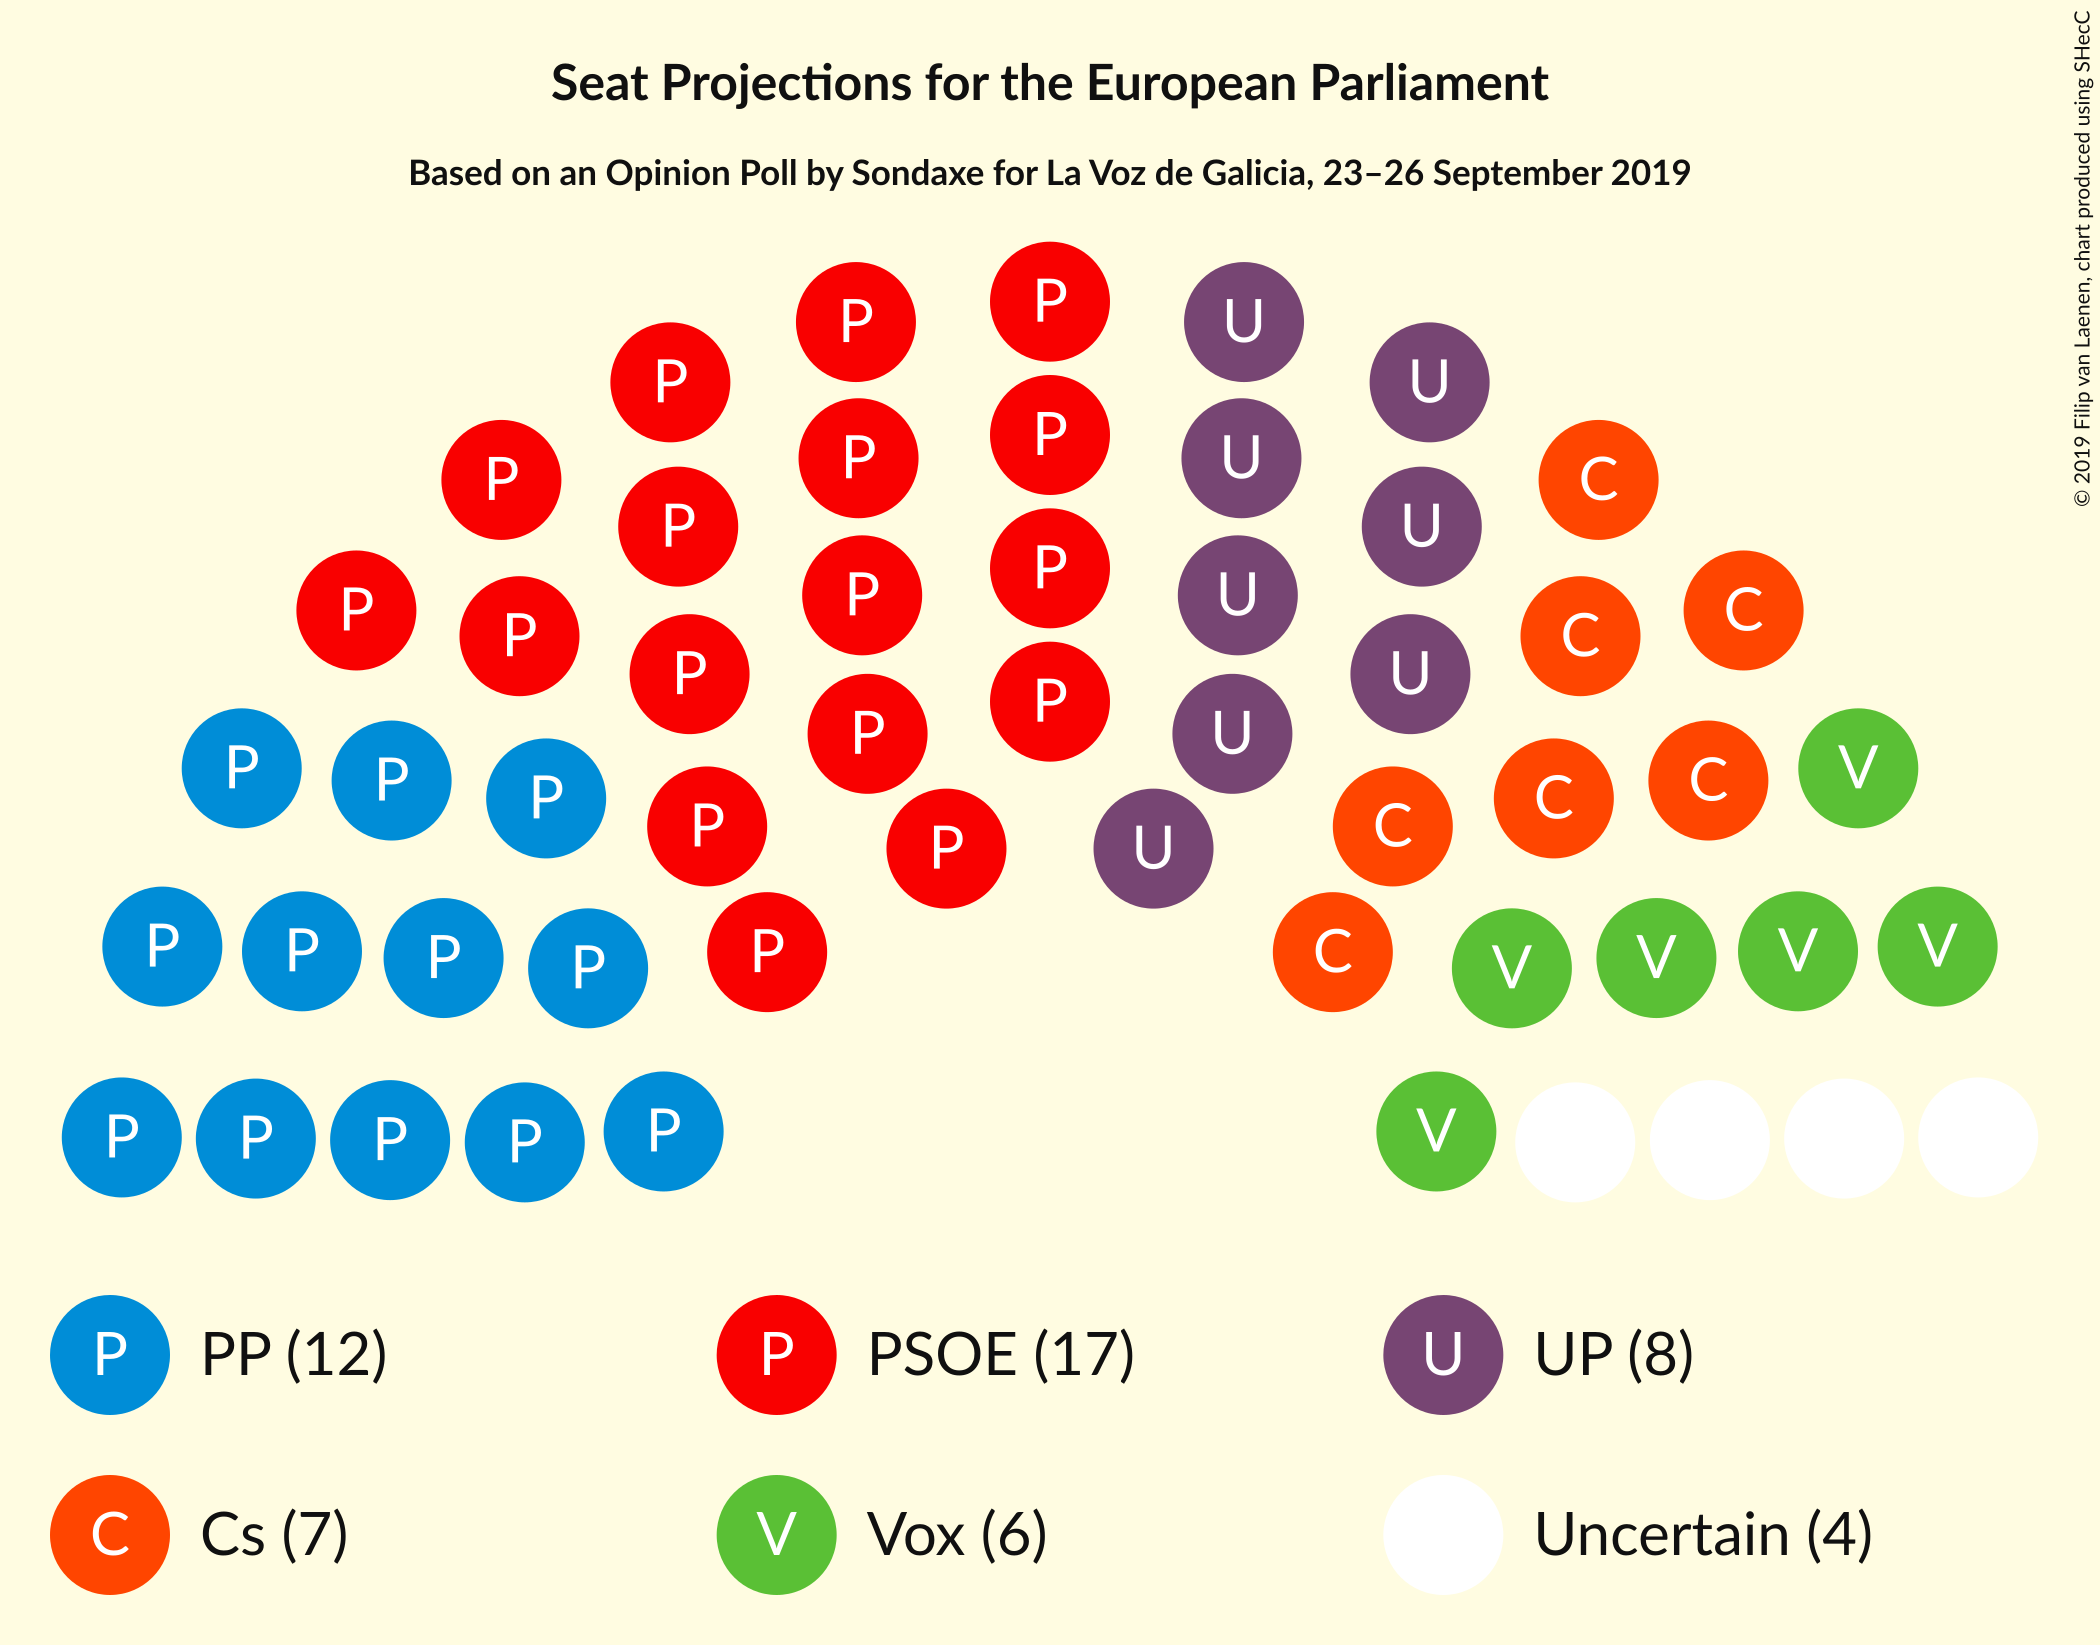 Seat Projections for the European Parliament
Based on an Opinion Poll by Sondaxe for La Voz de Galicia, 23–26 September 2019
© 2019 Filip van Laenen, chart produced using SHecC
P
P P U
P U
P
P P U
P C
P U
P
P P U
P C
P P C
P U
P
P P U
P P P C C V
P C
P U
P P P P C V V V V
P
P P P P P V
P PP (12) P PSOE (17) U UP (8)
C Cs (7) V Vox (6) Uncertain (4)